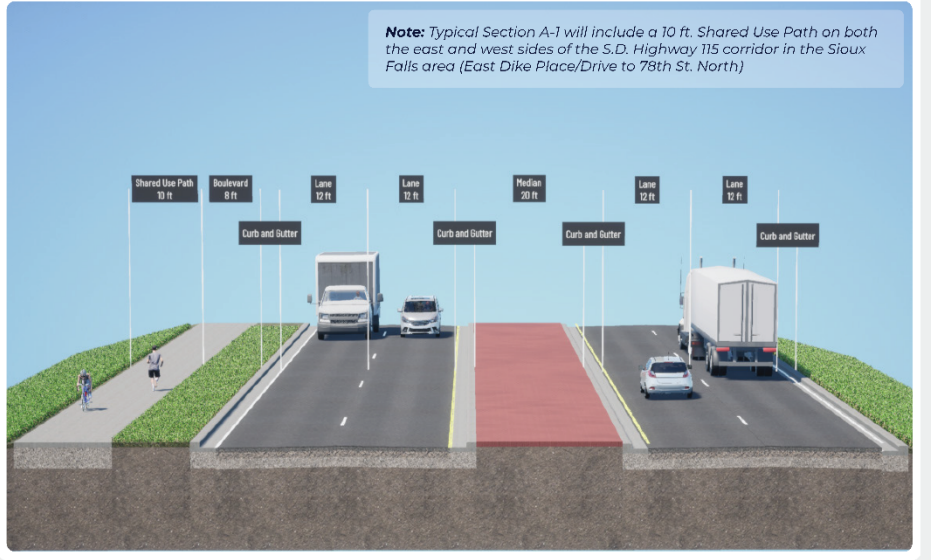 Note: Typical Section A-1 will include a 10 ft. Shared Use Path on both
the east and west sides of the S.D. Highway 115 corridor in the Sioux
Falls area (East Dike Place/Drive to 78th St. North)
Shared Use Path
10 ft
Boulevard
8 ft
Lane
12 ft
Lane
12 ft
Median
20 ft
Lane
12 ft
Lane
12 ft
Curb and Gutter
Curb and Gutter
Curb and Gutter
Curb and Gutter